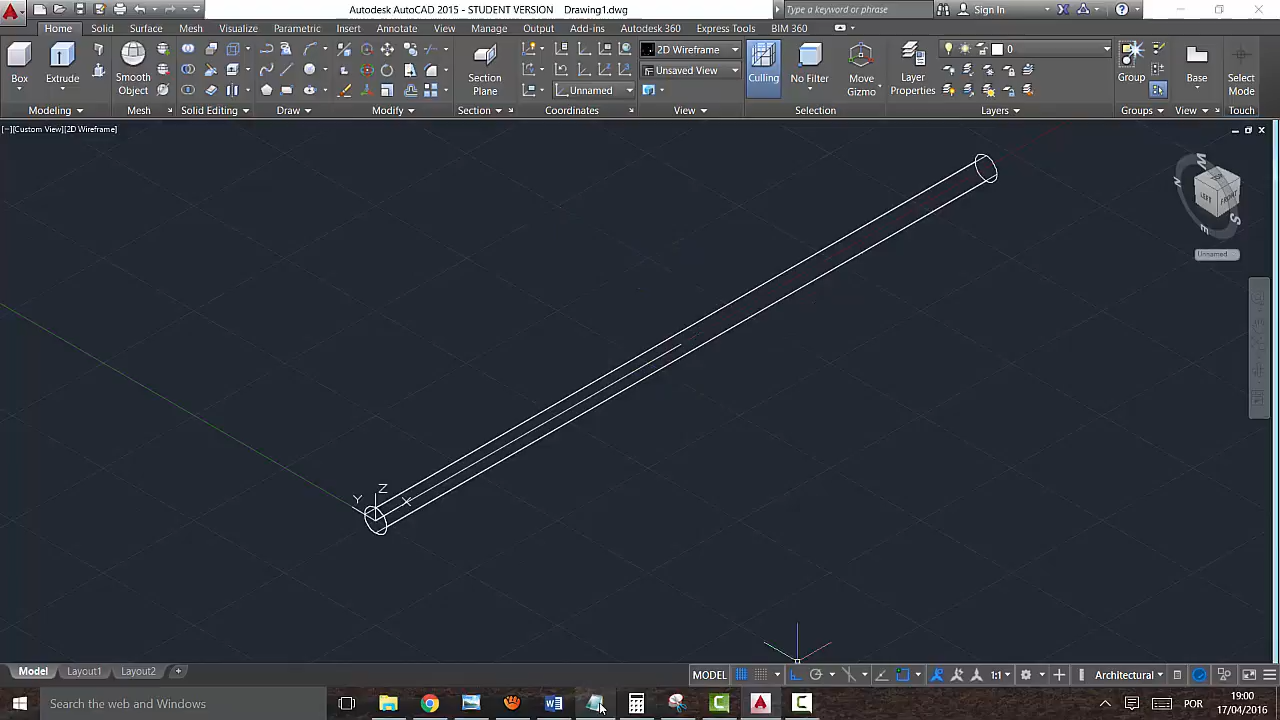 Autodesk AutoCAD 2015 - STUDENT VERSION Drawing1.dwg
Type a keyword or phrase
Sign In
Home Solid Surface Mesh Visualize Parametric Insert Annotate View Manage Output Add-ins Autodesk 360 Express Tools BIM 360
2D Wireframe
0
Box Extrude Smooth Object Section Plane Unsaved View Culling No Filter Move Gizmo Layer Properties Group Base Select Mode
Unnamed
Modeling Mesh Solid Editing Draw Modify Section Coordinates View Selection Layers Groups View Touch
[−][Custom View][2D Wireframe]
W
N
TOP
LEFT FRONT
S
E
Unnamed
Z
Y
X
Model Layout1 Layout2 +
MODEL 1:1 Architectural
Search the web and Windows
POR
19:00
17/04/2016